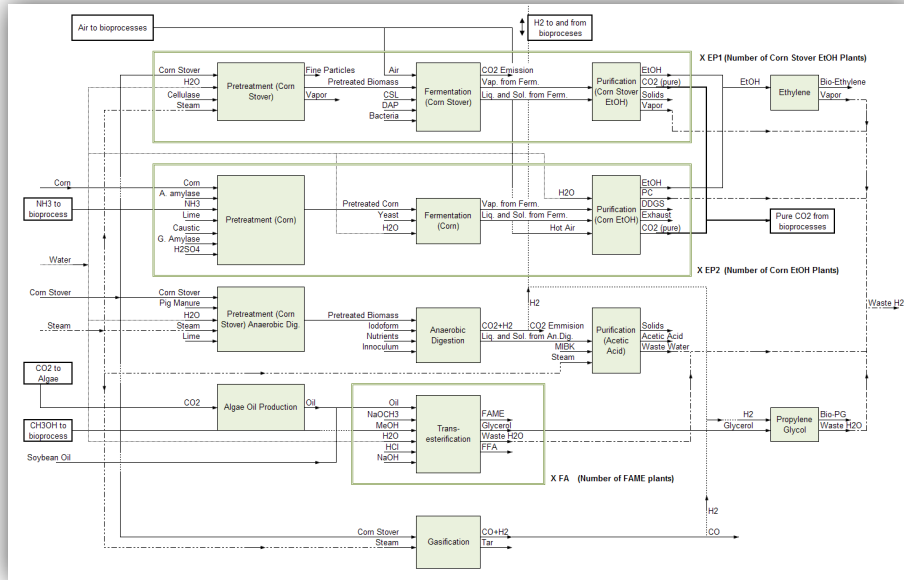 Air to bioprocesses
H2 to and from
bioproceses
X EP1 (Number of Corn Stover EtOH Plants)
Corn Stover
H2O
Cellulase
Steam
Pretreatment (Corn
Stover)
Fine Particles
Pretreated Biomass
Vapor
Air
CSL
DAP
Bacteria
Fermentation
(Corn Stover)
CO2 Emission
Vap. from Ferm.
Liq. and Sol. from Ferm.
Purification
(Corn Stover
EtOH)
EtOH
CO2 (pure)
Solids
Vapor
EtOH
Ethylene
Bio-Ethylene
Vapor
Corn
NH3 to
bioprocess
Corn
A. amylase
NH3
Lime
Caustic
G. Amylase
H2SO4
Pretreatment (Corn)
Pretreated Corn
Yeast
H2O
Fermentation
(Corn)
H2O
Vap. from Ferm.
Liq. and Sol. from Ferm.
Hot Air
Purification
(Corn EtOH)
EtOH
PC
DDGS
Exhaust
CO2 (pure)
Pure CO2 from
bioprocesses
X EP2 (Number of Corn EtOH Plants)
Water
Corn Stover
Steam
Corn Stover
Pig Manure
H2O
Steam
Lime
Pretreatment (Corn
Stover) Anaerobic Dig.
Pretreated Biomass
Iodoform
Nutrients
Innoculum
Anaerobic
Digestion
H2
CO2+H2
CO2 Emmision
Liq. and Sol. from An.Dig.
MIBK
Steam
Purification
(Acetic
Acid)
Solids
Acetic Acid
Waste Water
Waste H2
CO2 to
Algae
CO2
Algae Oil Production
Oil
CH3OH to
bioprocess
Soybean Oil
Oil
NaOCH3
MeOH
H2O
HCl
NaOH
Trans-
esterification
FAME
Glycerol
Waste H2O
FFA
X FA (Number of FAME plants)
H2
Glycerol
Propylene
Glycol
Bio-PG
Waste H2O
Corn Stover
Steam
Gasification
CO+H2
Tar
H2
CO